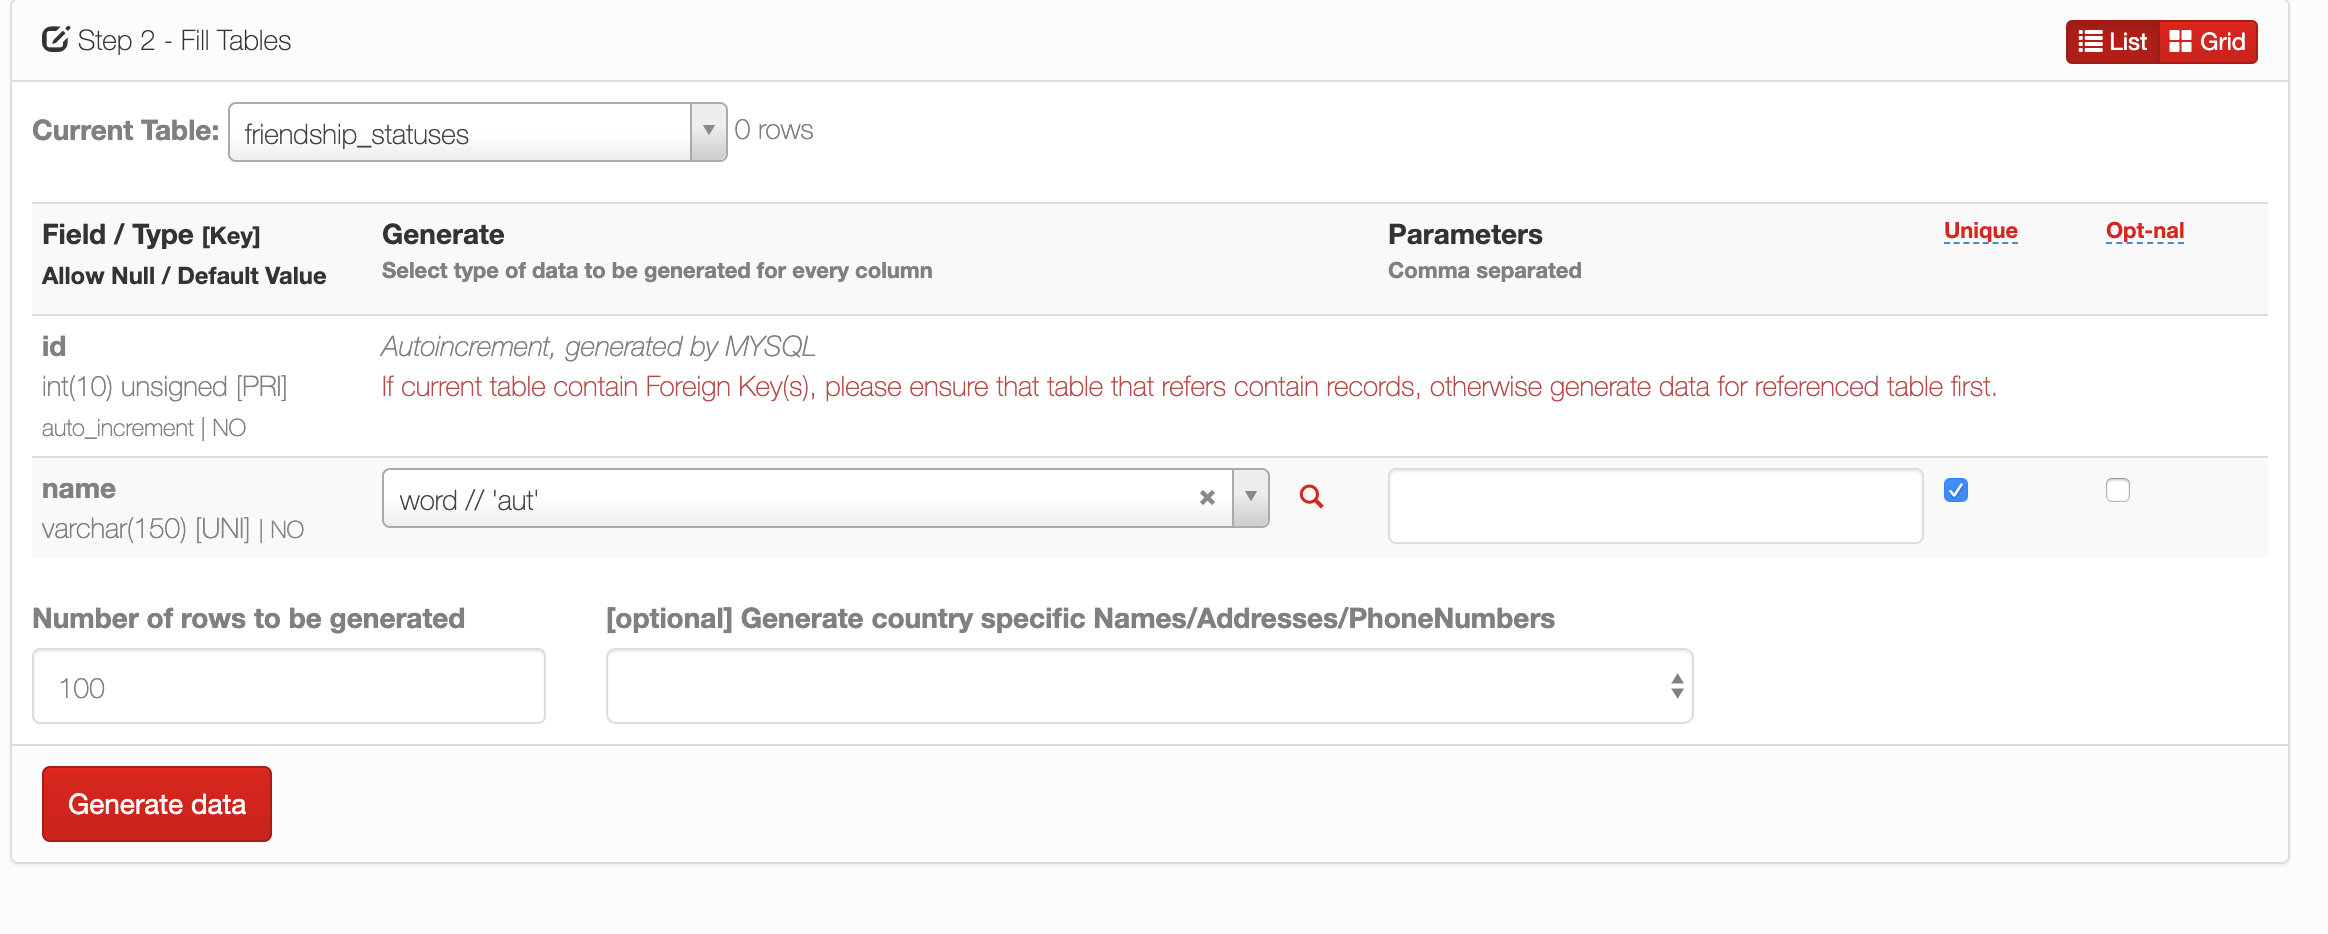 Step 2 - Fill Tables
List Grid
Current Table: friendship_statuses 0 rows
Field / Type [Key] Generate Parameters Unique Opt-nal
Allow Null / Default Value Select type of data to be generated for every column Comma separated
id Autoincrement, generated by MYSQL
int(10) unsigned [PRI] If current table contain Foreign Key(s), please ensure that table that refers contain records, otherwise generate data for referenced table first.
auto_increment | NO
name word // 'aut'
varchar(150) [UNI] | NO
Number of rows to be generated [optional] Generate country specific Names/Addresses/PhoneNumbers
100
Generate data